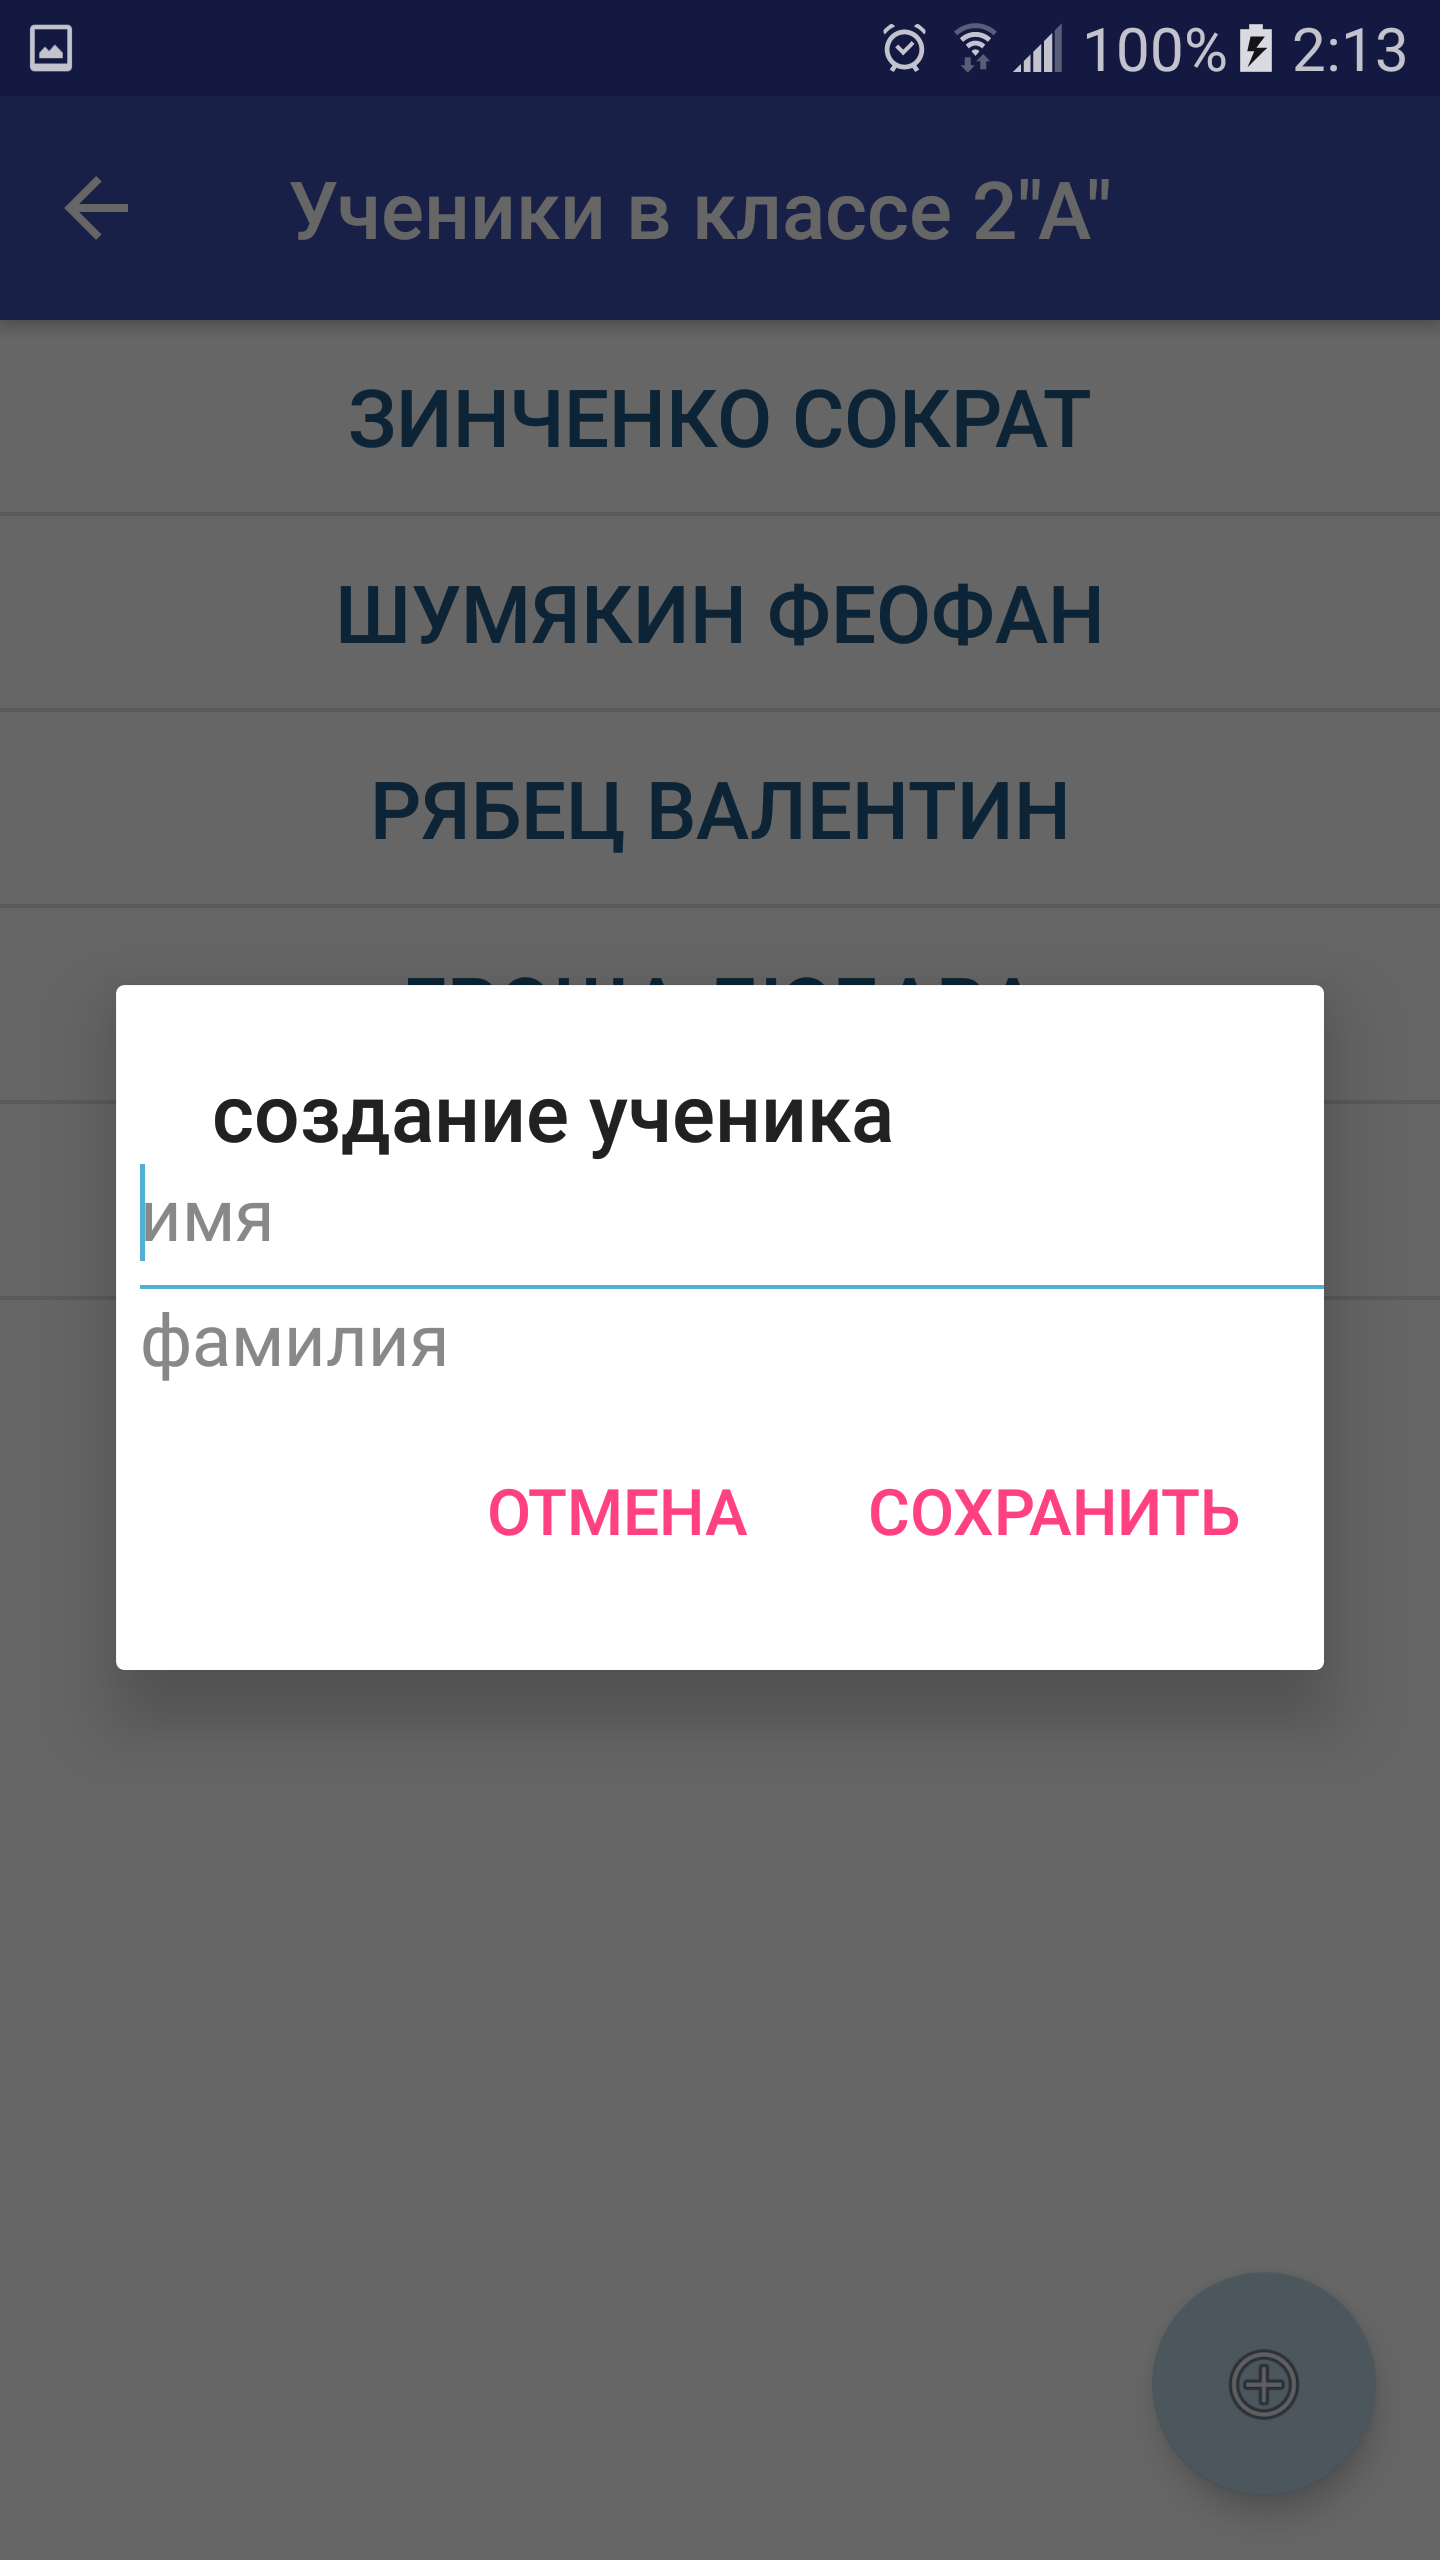 100% 2:13
Ученики в классе 2"А"
ЗИНЧЕНКО СОКРАТ
ШУМЯКИН ФЕОФАН
РЯБЕЦ ВАЛЕНТИН
создание ученика
имя
фамилия
ОТМЕНА СОХРАНИТЬ